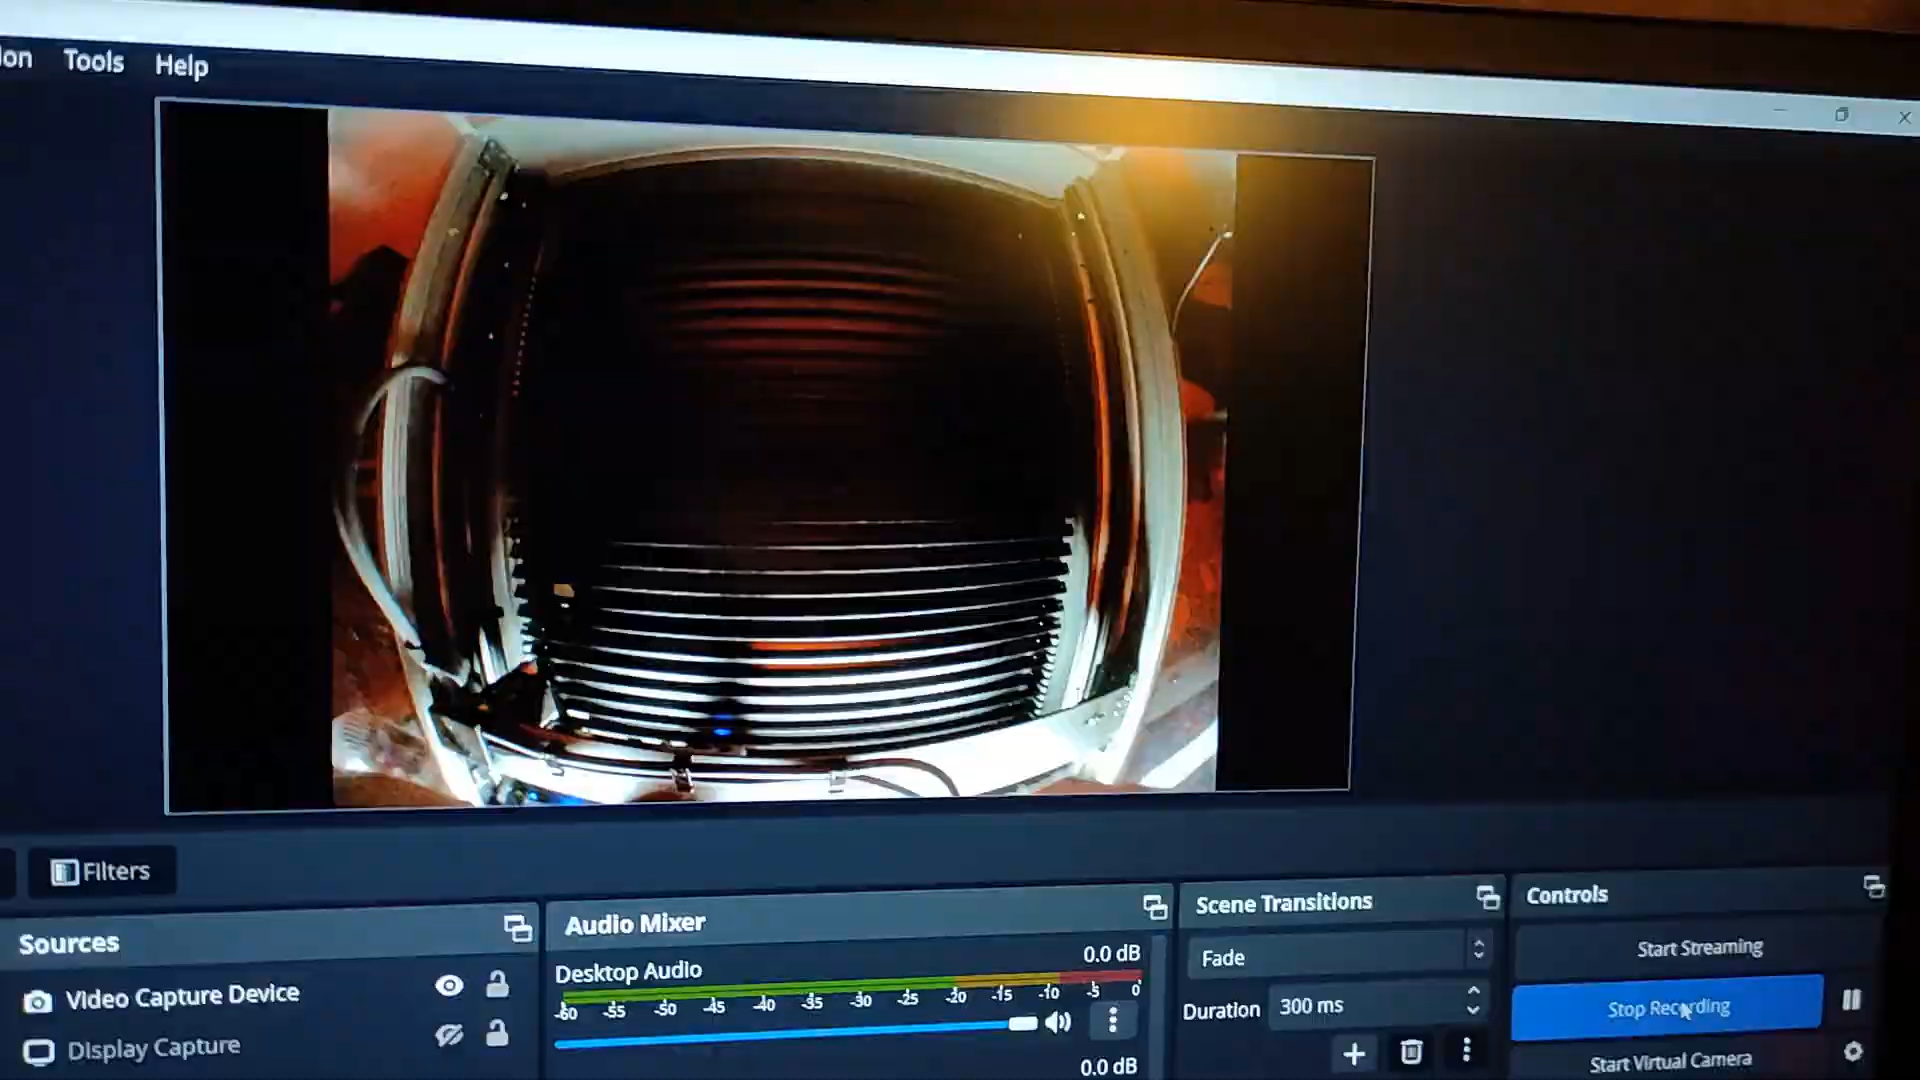 ion Tools Help
Filters
Sources
Video Capture Device
Display Capture
Audio Mixer
Desktop Audio
0.0 dB
-60 -55 -50 -45 -40 -35 -30 -25 -20 -15 -10 -5 0
0.0 dB
Scene Transitions
Fade
Duration 300 ms
Controls
Start Streaming
Stop Recording
Start Virtual Camera